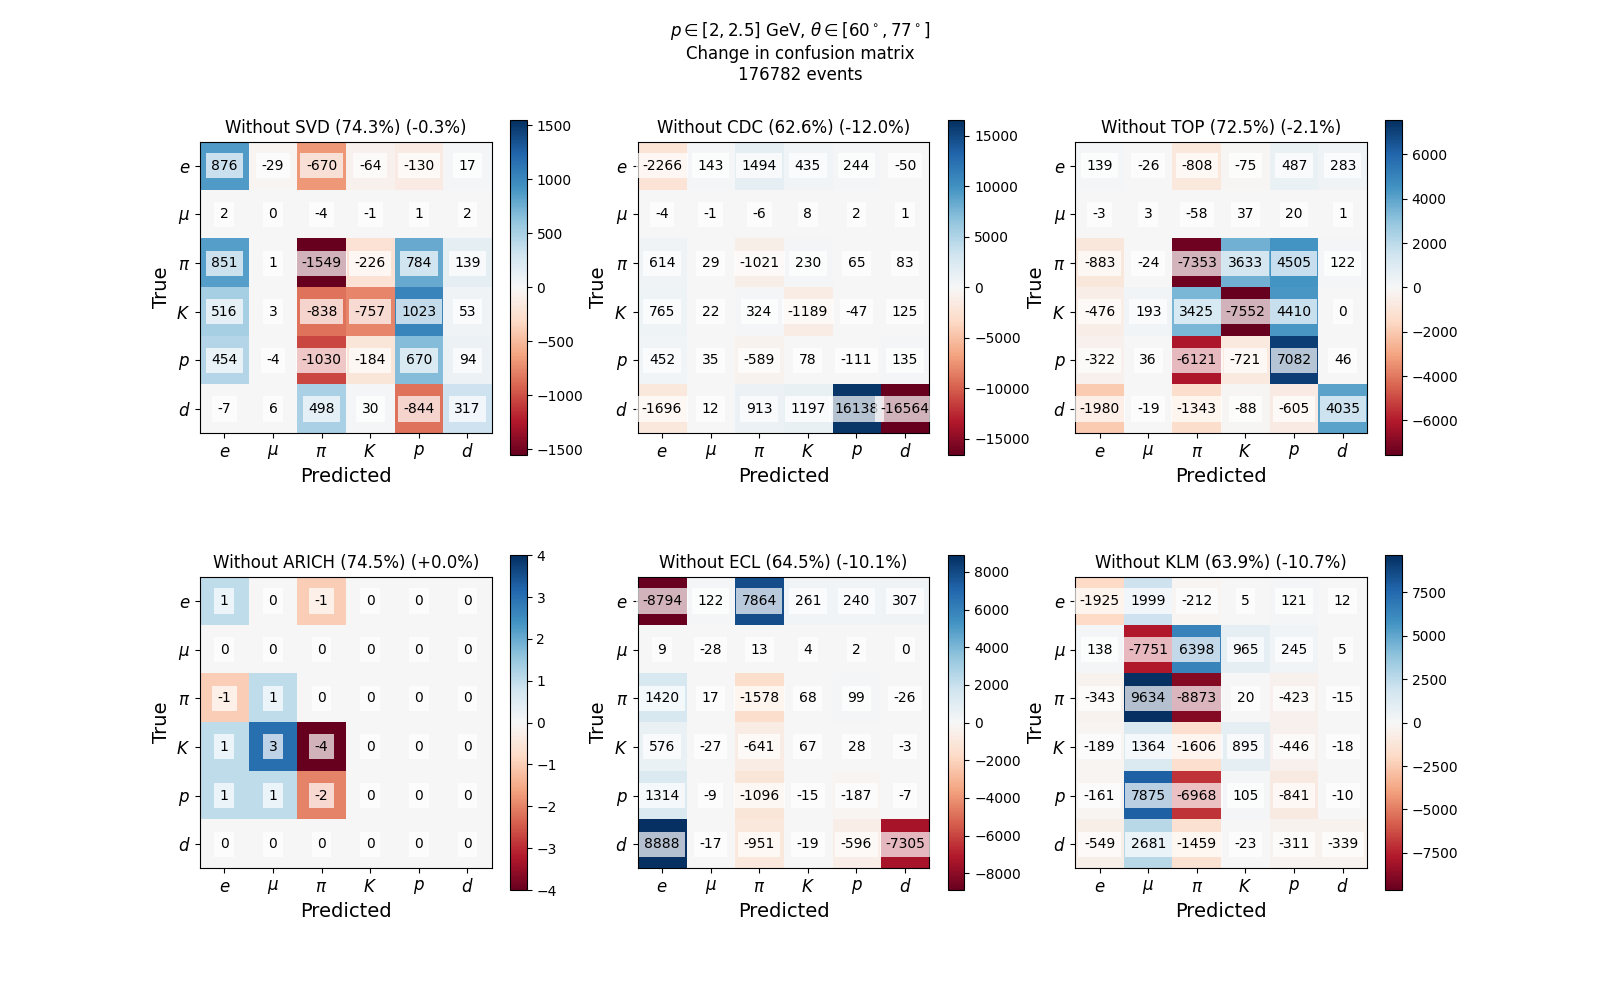 p ∈ [2, 2.5] GeV, θ ∈ [60°, 77°]
Change in confusion matrix
176782 events
Without SVD (74.3%) (-0.3%)
e 876 -29 -670 -64 -130 17
μ 2 0 -4 -1 1 2
π 851 1 -1549 -226 784 139
K 516 3 -838 -757 1023 53
p 454 -4 -1030 -184 670 94
d -7 6 498 30 -844 317
e μ π K p d
True
Predicted
1500
1000
500
0
−500
−1000
−1500
Without CDC (62.6%) (-12.0%)
e -2266 143 1494 435 244 -50
μ -4 -1 -6 8 2 1
π 614 29 -1021 230 65 83
K 765 22 324 -1189 -47 125
p 452 35 -589 78 -111 135
d -1696 12 913 1197 16138 -16564
e μ π K p d
True
Predicted
15000
10000
5000
0
−5000
−10000
−15000
Without TOP (72.5%) (-2.1%)
e 139 -26 -808 -75 487 283
μ -3 3 -58 37 20 1
π -883 -24 -7353 3633 4505 122
K -476 193 3425 -7552 4410 0
p -322 36 -6121 -721 7082 46
d -1980 -19 -1343 -88 -605 4035
e μ π K p d
True
Predicted
6000
4000
2000
0
−2000
−4000
−6000
Without ARICH (74.5%) (+0.0%)
e 1 0 -1 0 0 0
μ 0 0 0 0 0 0
π -1 1 0 0 0 0
K 1 3 -4 0 0 0
p 1 1 -2 0 0 0
d 0 0 0 0 0 0
e μ π K p d
True
Predicted
4
3
2
1
0
−1
−2
−3
−4
Without ECL (64.5%) (-10.1%)
e -8794 122 7864 261 240 307
μ 9 -28 13 4 2 0
π 1420 17 -1578 68 99 -26
K 576 -27 -641 67 28 -3
p 1314 -9 -1096 -15 -187 -7
d 8888 -17 -951 -19 -596 -7305
e μ π K p d
True
Predicted
8000
6000
4000
2000
0
−2000
−4000
−6000
−8000
Without KLM (63.9%) (-10.7%)
e -1925 1999 -212 5 121 12
μ 138 -7751 6398 965 245 5
π -343 9634 -8873 20 -423 -15
K -189 1364 -1606 895 -446 -18
p -161 7875 -6968 105 -841 -10
d -549 2681 -1459 -23 -311 -339
e μ π K p d
True
Predicted
7500
5000
2500
0
−2500
−5000
−7500